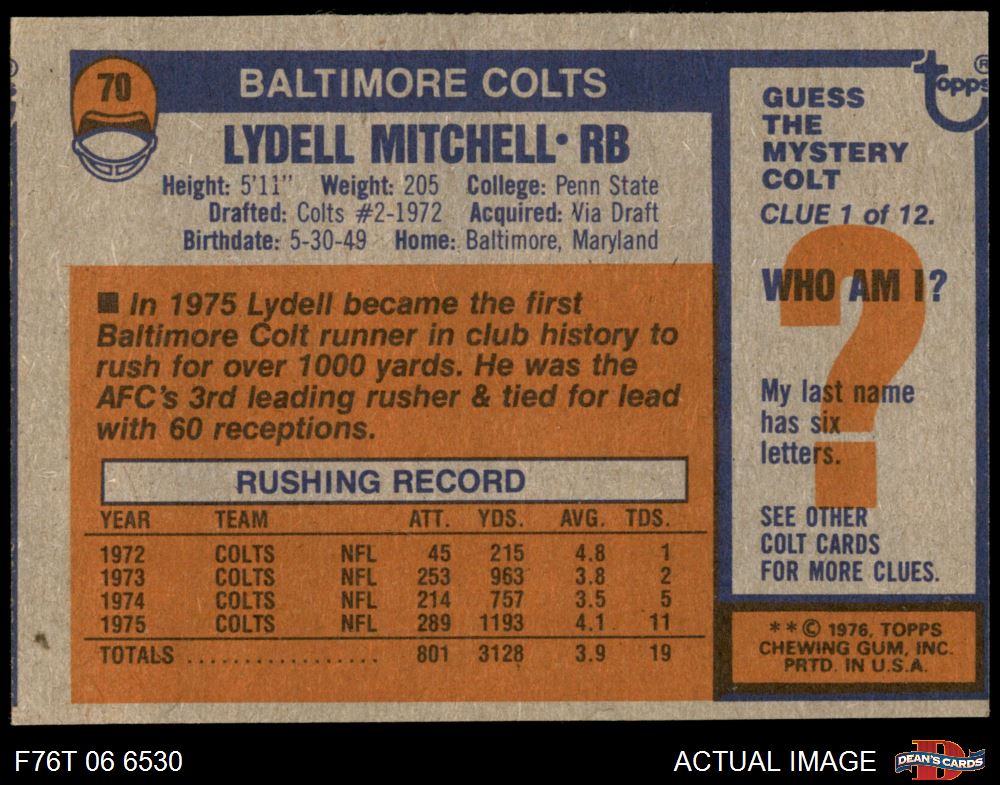 70
BALTIMORE COLTS
LYDELL MITCHELL • RB
Height: 5'11" Weight: 205 College: Penn State
Drafted: Colts #2-1972 Acquired: Via Draft
Birthdate: 5-30-49 Home: Baltimore, Maryland
■ In 1975 Lydell became the first
Baltimore Colt runner in club history to
rush for over 1000 yards. He was the
AFC's 3rd leading rusher & tied for lead
with 60 receptions.
RUSHING RECORD
YEAR TEAM ATT. YDS. AVG. TDS.
1972 COLTS NFL 45 215 4.8 1
1973 COLTS NFL 253 963 3.8 2
1974 COLTS NFL 214 757 3.5 5
1975 COLTS NFL 289 1193 4.1 11
TOTALS .................. 801 3128 3.9 19
topps ®
GUESS
THE
MYSTERY
COLT
CLUE 1 of 12.
?
WHO AM I?
My last name
has six
letters.
SEE OTHER
COLT CARDS
FOR MORE CLUES.
* * © 1976, TOPPS
CHEWING GUM, INC.
PRTD. IN U.S.A.
F76T 06 6530
ACTUAL IMAGE
D
DEAN'S CARDS